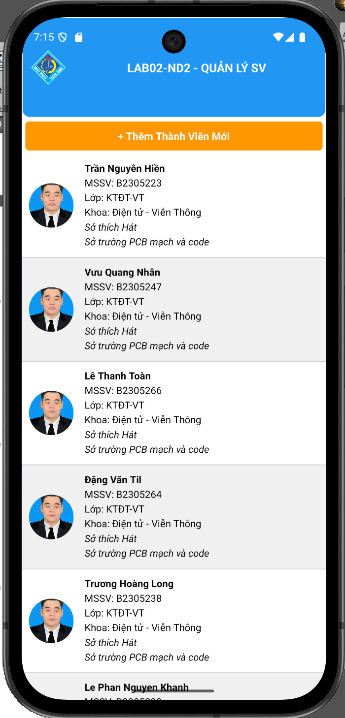 7:15
LAB02-ND2 - QUẢN LÝ SV
+ Thêm Thành Viên Mới
Trần Nguyên Hiền
MSSV: B2305223
Lớp: KTĐT-VT
Khoa: Điện tử - Viễn Thông
Sở thích Hát
Sở trường PCB mạch và code
Vưu Quang Nhân
MSSV: B2305247
Lớp: KTĐT-VT
Khoa: Điện tử - Viễn Thông
Sở thích Hát
Sở trường PCB mạch và code
Lê Thanh Toàn
MSSV: B2305266
Lớp: KTĐT-VT
Khoa: Điện tử - Viễn Thông
Sở thích Hát
Sở trường PCB mạch và code
Đặng Văn Til
MSSV: B2305264
Lớp: KTĐT-VT
Khoa: Điện tử - Viễn Thông
Sở thích Hát
Sở trường PCB mạch và code
Trương Hoàng Long
MSSV: B2305238
Lớp: KTĐT-VT
Khoa: Điện tử - Viễn Thông
Sở thích Hát
Sở trường PCB mạch và code
Le Phan Nguyen Khanh